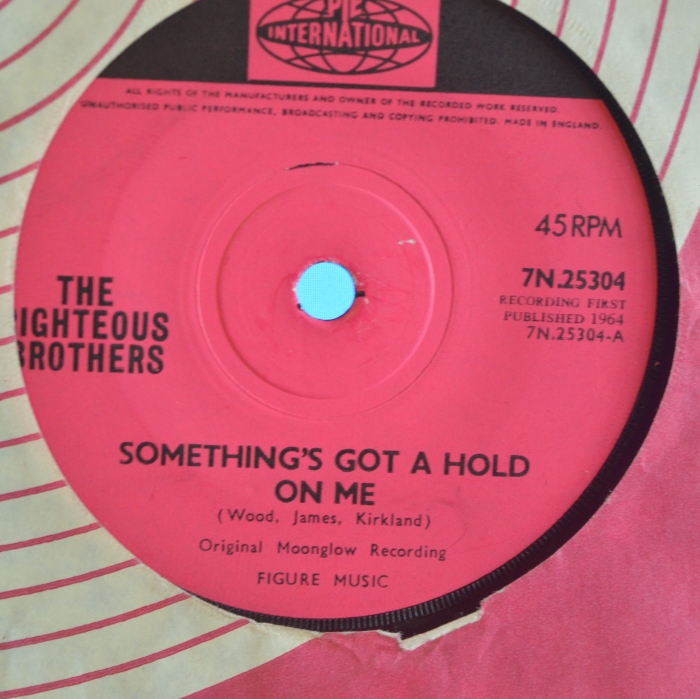 PYE
INTERNATIONAL
ALL RIGHTS OF THE MANUFACTURERS AND OWNER OF THE RECORDED WORK RESERVED.
UNAUTHORISED PUBLIC PERFORMANCE, BROADCASTING AND COPYING PROHIBITED. MADE IN ENGLAND.
45 RPM
7N.25304
RECORDING FIRST
PUBLISHED 1964
7N.25304-A
THE
RIGHTEOUS
BROTHERS
SOMETHING'S GOT A HOLD
ON ME
(Wood, James, Kirkland)
Original Moonglow Recording
FIGURE MUSIC